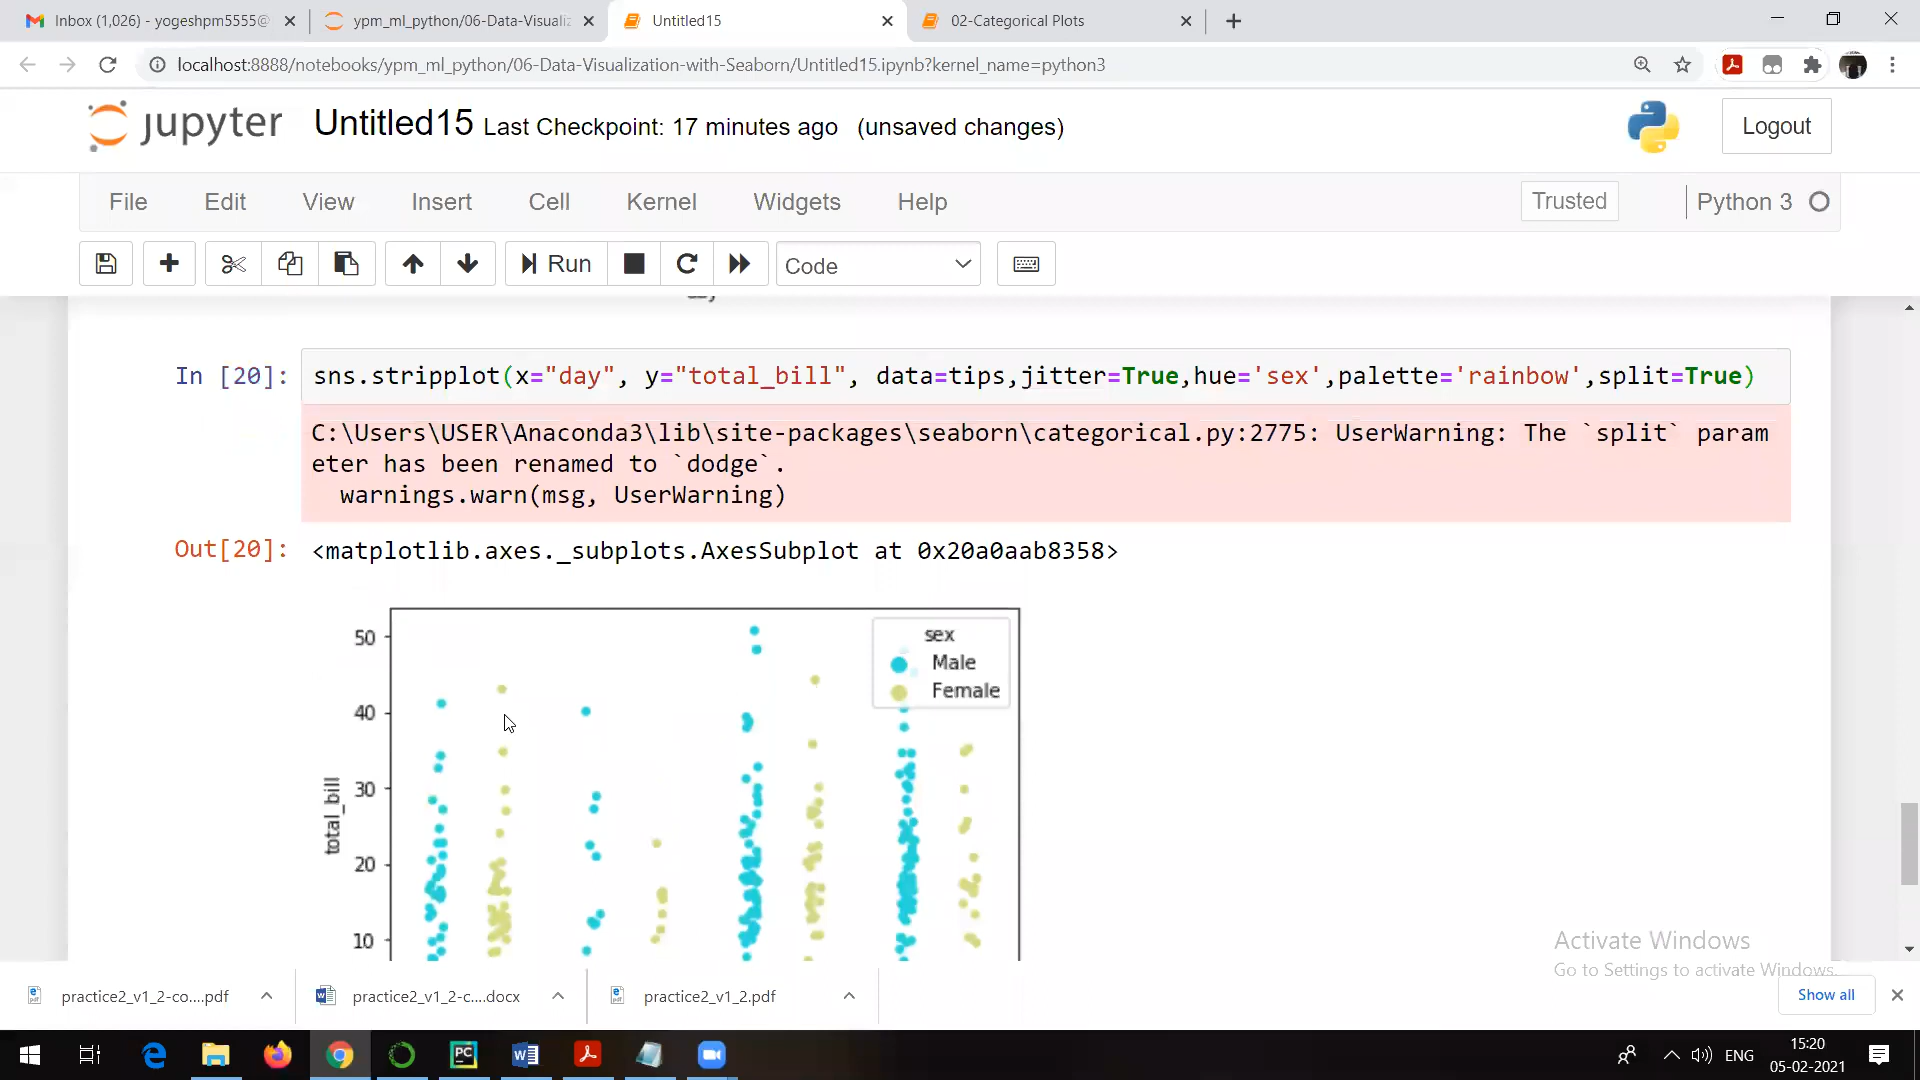 Inbox (1,026) - yogeshpm5555@
ypm_ml_python/06-Data-Visualiz
Untitled15
02-Categorical Plots
localhost:8888/notebooks/ypm_ml_python/06-Data-Visualization-with-Seaborn/Untitled15.ipynb?kernel_name=python3
jupyter
Untitled15 Last Checkpoint: 17 minutes ago (unsaved changes)
Logout
File Edit View Insert Cell Kernel Widgets Help
Trusted
Python 3
Run
Code
In [20]:
sns.stripplot(x="day", y="total_bill", data=tips,jitter=True,hue='sex',palette='rainbow',split=True)
C:\Users\USER\Anaconda3\lib\site-packages\seaborn\categorical.py:2775: UserWarning: The `split` param
eter has been renamed to `dodge`.
warnings.warn(msg, UserWarning)
Out[20]:
<matplotlib.axes._subplots.AxesSubplot at 0x20a0aab8358>
50
40
30
20
10
total_bill
sex
Male
Female
Activate Windows
Go to Settings to activate Windows.
practice2_v1_2-co....pdf
practice2_v1_2-c....docx
practice2_v1_2.pdf
Show all
PC
ENG
15:20
05-02-2021